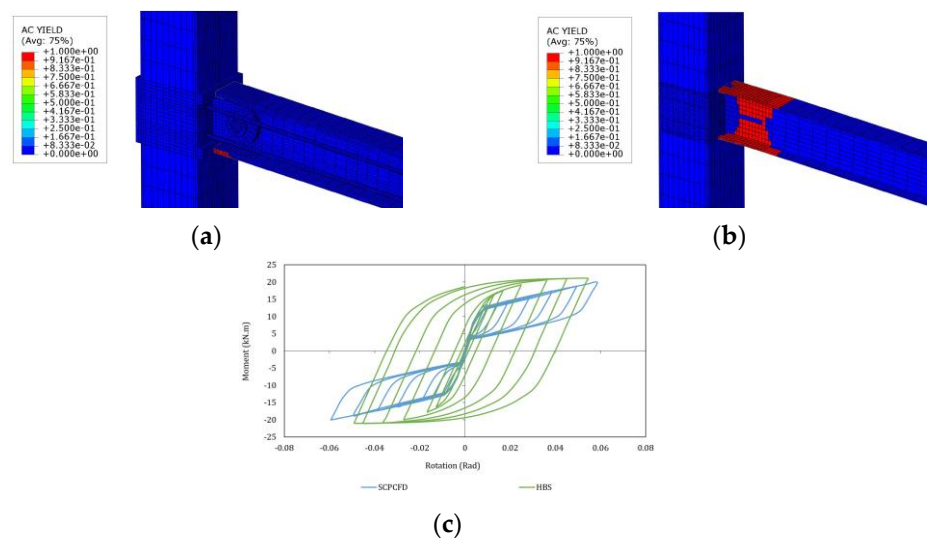 AC YIELD
(Avg: 75%)
+1.000e+00
+9.167e-01
+8.333e-01
+7.500e-01
+6.667e-01
+5.833e-01
+5.000e-01
+4.167e-01
+3.333e-01
+2.500e-01
+1.667e-01
+8.333e-02
+0.000e+00
AC YIELD
(Avg: 75%)
+1.000e+00
+9.167e-01
+8.333e-01
+7.500e-01
+6.667e-01
+5.833e-01
+5.000e-01
+4.167e-01
+3.333e-01
+2.500e-01
+1.667e-01
+8.333e-02
+0.000e+00
(a)
(b)
25
20
15
10
5
0
-5
-10
-15
-20
-25
Moment (kN.m)
-0.08 -0.06 -0.04 -0.02 0 0.02 0.04 0.06 0.08
Rotation (Rad)
SCPCFD HBS
(c)